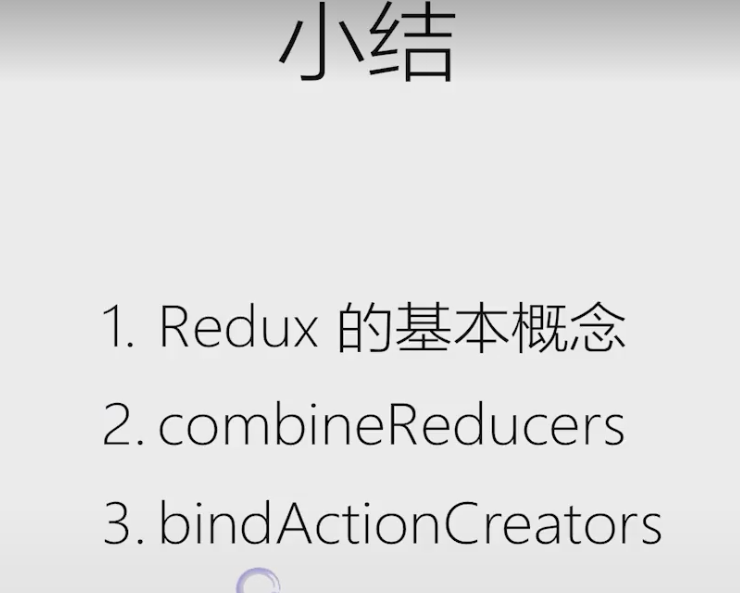 小结
1. Redux 的基本概念
2. combineReducers
3. bindActionCreators